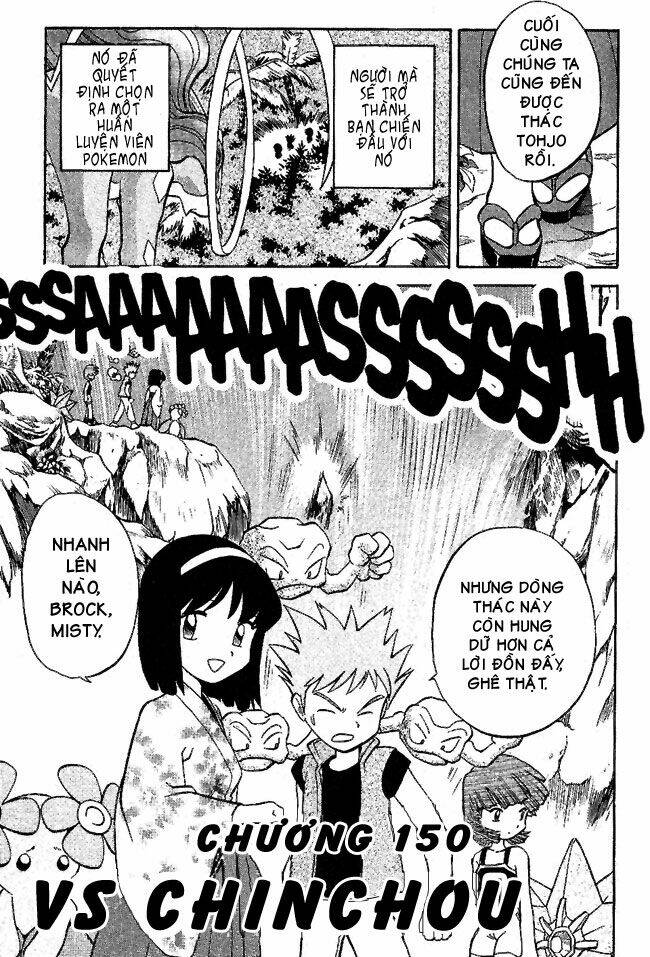 CUỐI
CÙNG
CHÚNG TA
CŨNG ĐẾN
ĐƯỢC
THÁC
TOHJO
RỒI.
NGƯỜI MÀ
SẼ TRỞ
THÀNH
BẠN CHIẾN
ĐẤU VỚI
NÓ
NÓ ĐÃ
QUYẾT
ĐỊNH CHỌN
RA MỘT
HUẤN
LUYỆN VIÊN
POKEMON
SSSSAAAAAAAASSSSSSHH
NHƯNG DÒNG
THÁC NÀY
CÒN HUNG
DỮ HƠN CẢ
LỜI ĐỒN ĐẤY,
GHÊ THẬT.
NHANH
LÊN
NÀO,
BROCK,
MISTY.
CHƯƠNG 150
VS CHINCHOU